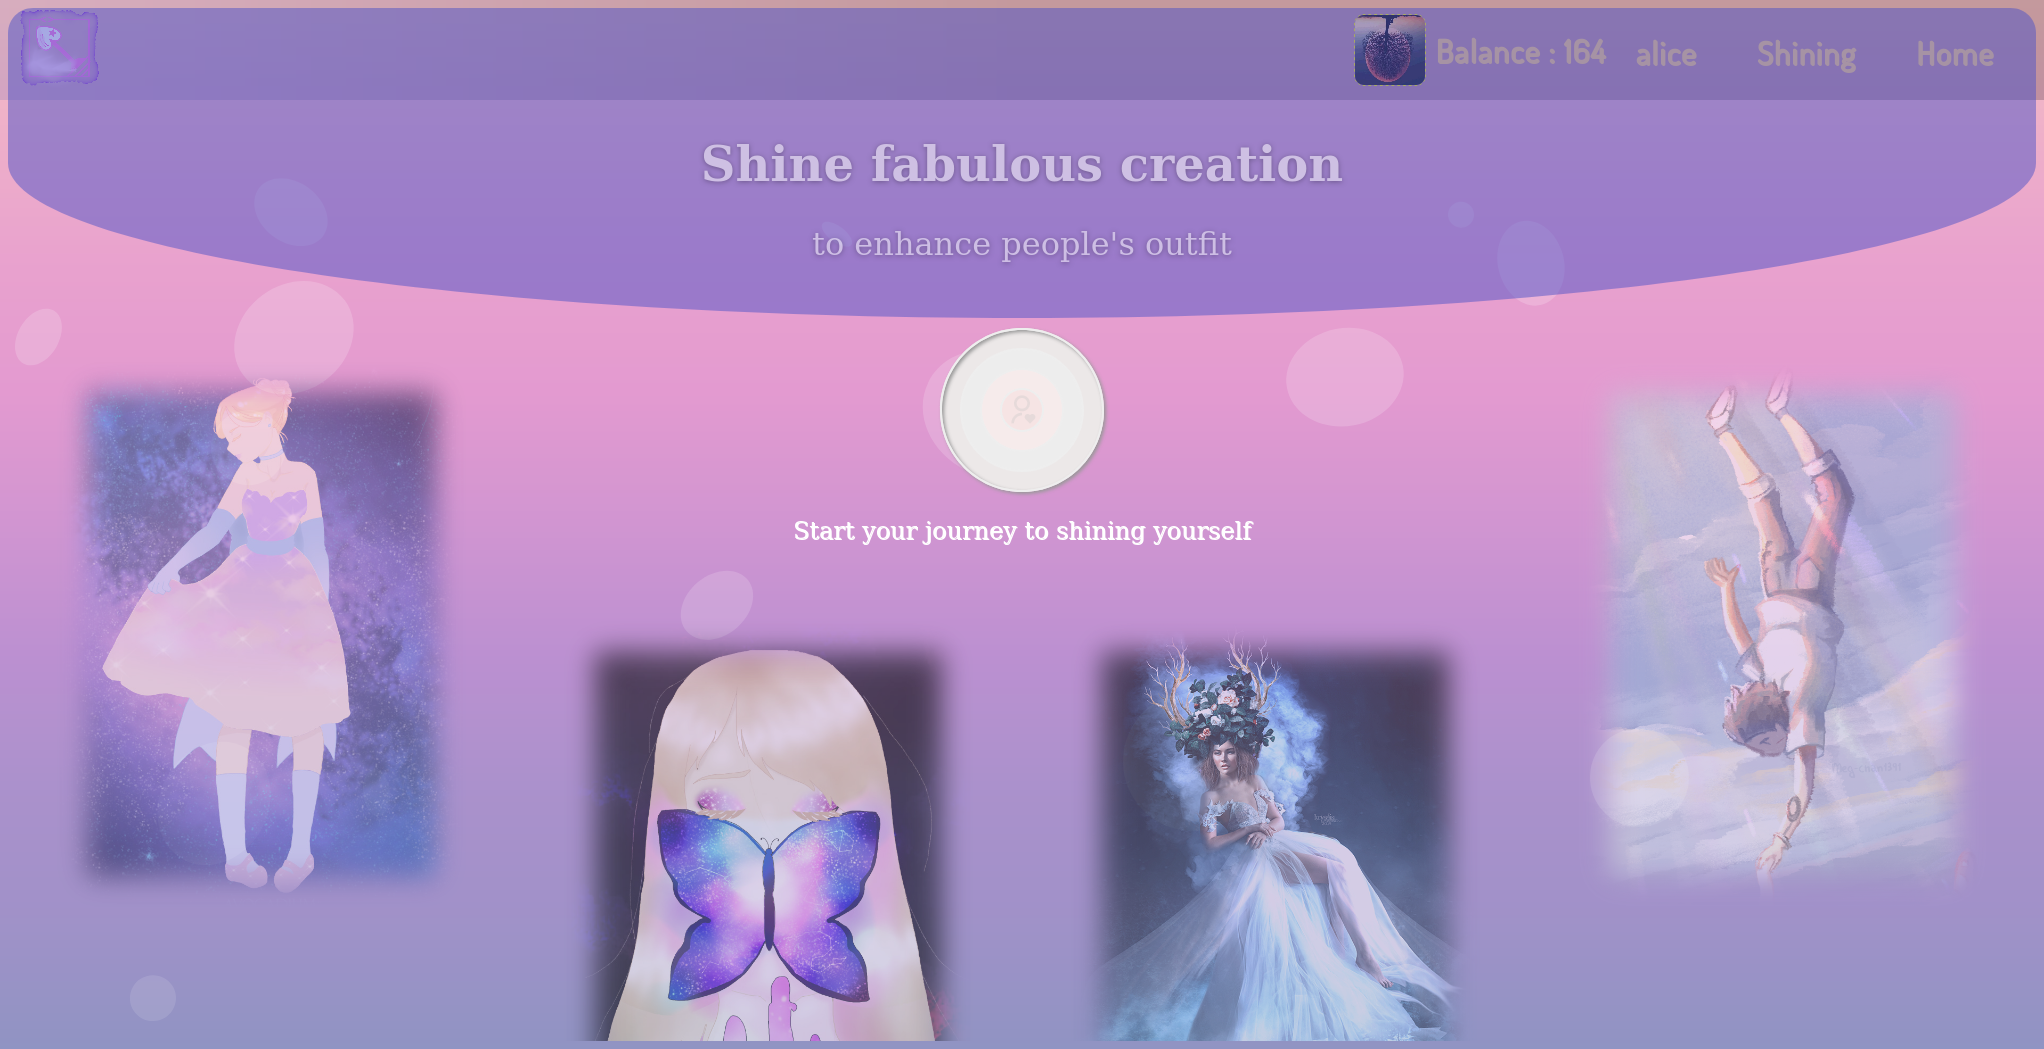 Balance : 164
alice
Shining
Home
Shine fabulous creation
to enhance people's outfit
Start your journey to shining yourself